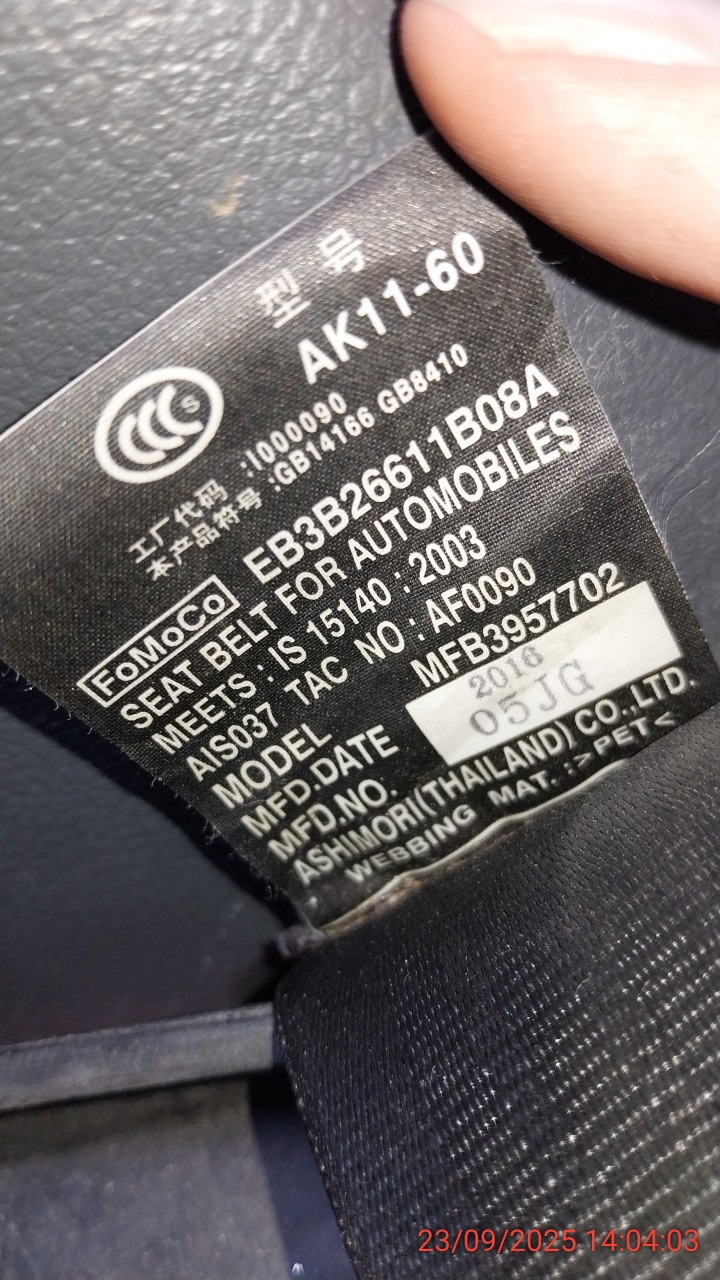 型号
AK11-60
S
工厂代码 :I000090
本产品符号 :GB14166 GB8410
FoMoCo EB3B26611B08A
SEAT BELT FOR AUTOMOBILES
MEETS : IS 15140 : 2003
AIS037 TAC NO : AF0090
MODEL MFB3957702
MFD.DATE 2016
MFD.NO. 05JG
ASHIMORI(THAILAND) CO.,LTD.
WEBBING MAT. :>PET<
23/09/2025 14:04:03